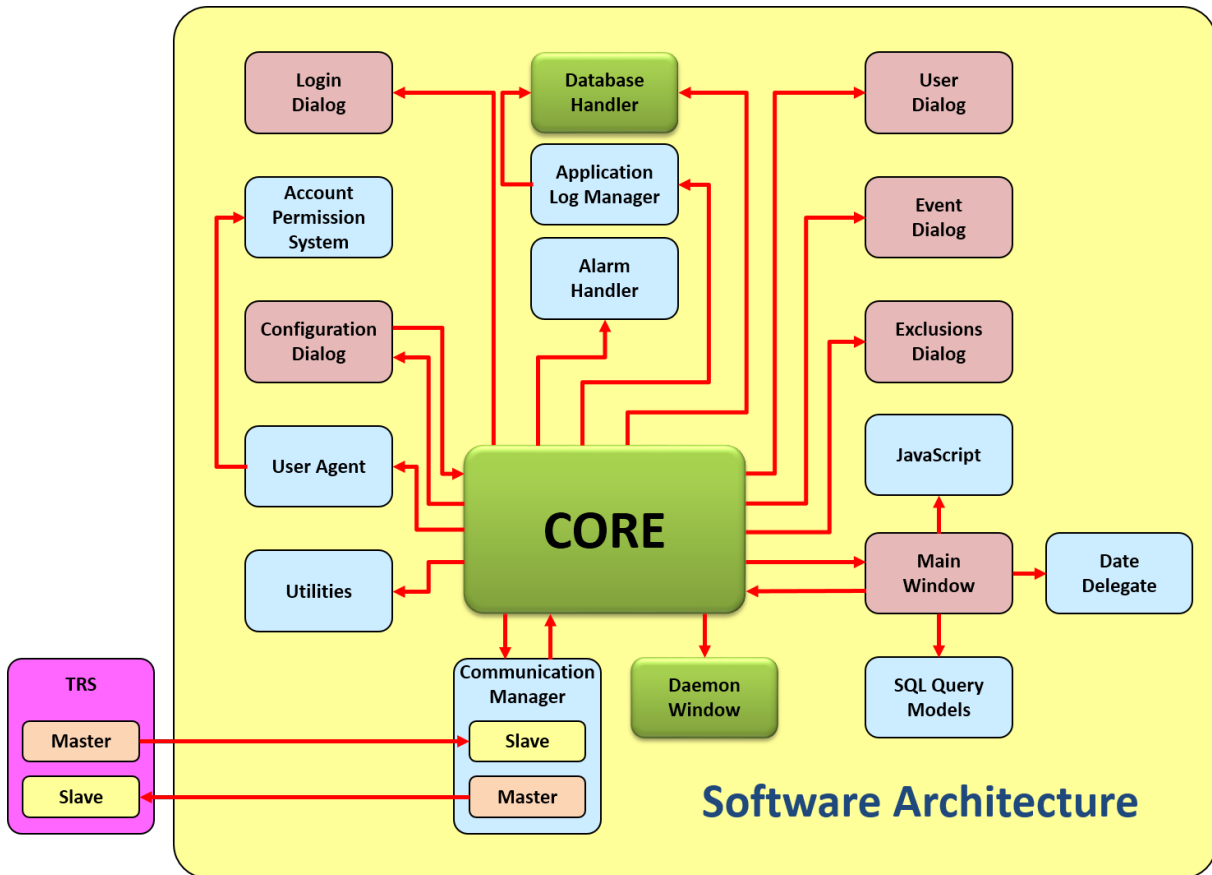 Login
Dialog
Database
Handler
User
Dialog
Application
Log Manager
Account
Permission
System
Event
Dialog
Alarm
Handler
Configuration
Dialog
Exclusions
Dialog
User Agent
JavaScript
CORE
Utilities
Main
Window
Date
Delegate
TRS
Master
Slave
Communication
Manager
Slave
Master
Daemon
Window
SQL Query
Models
Software Architecture